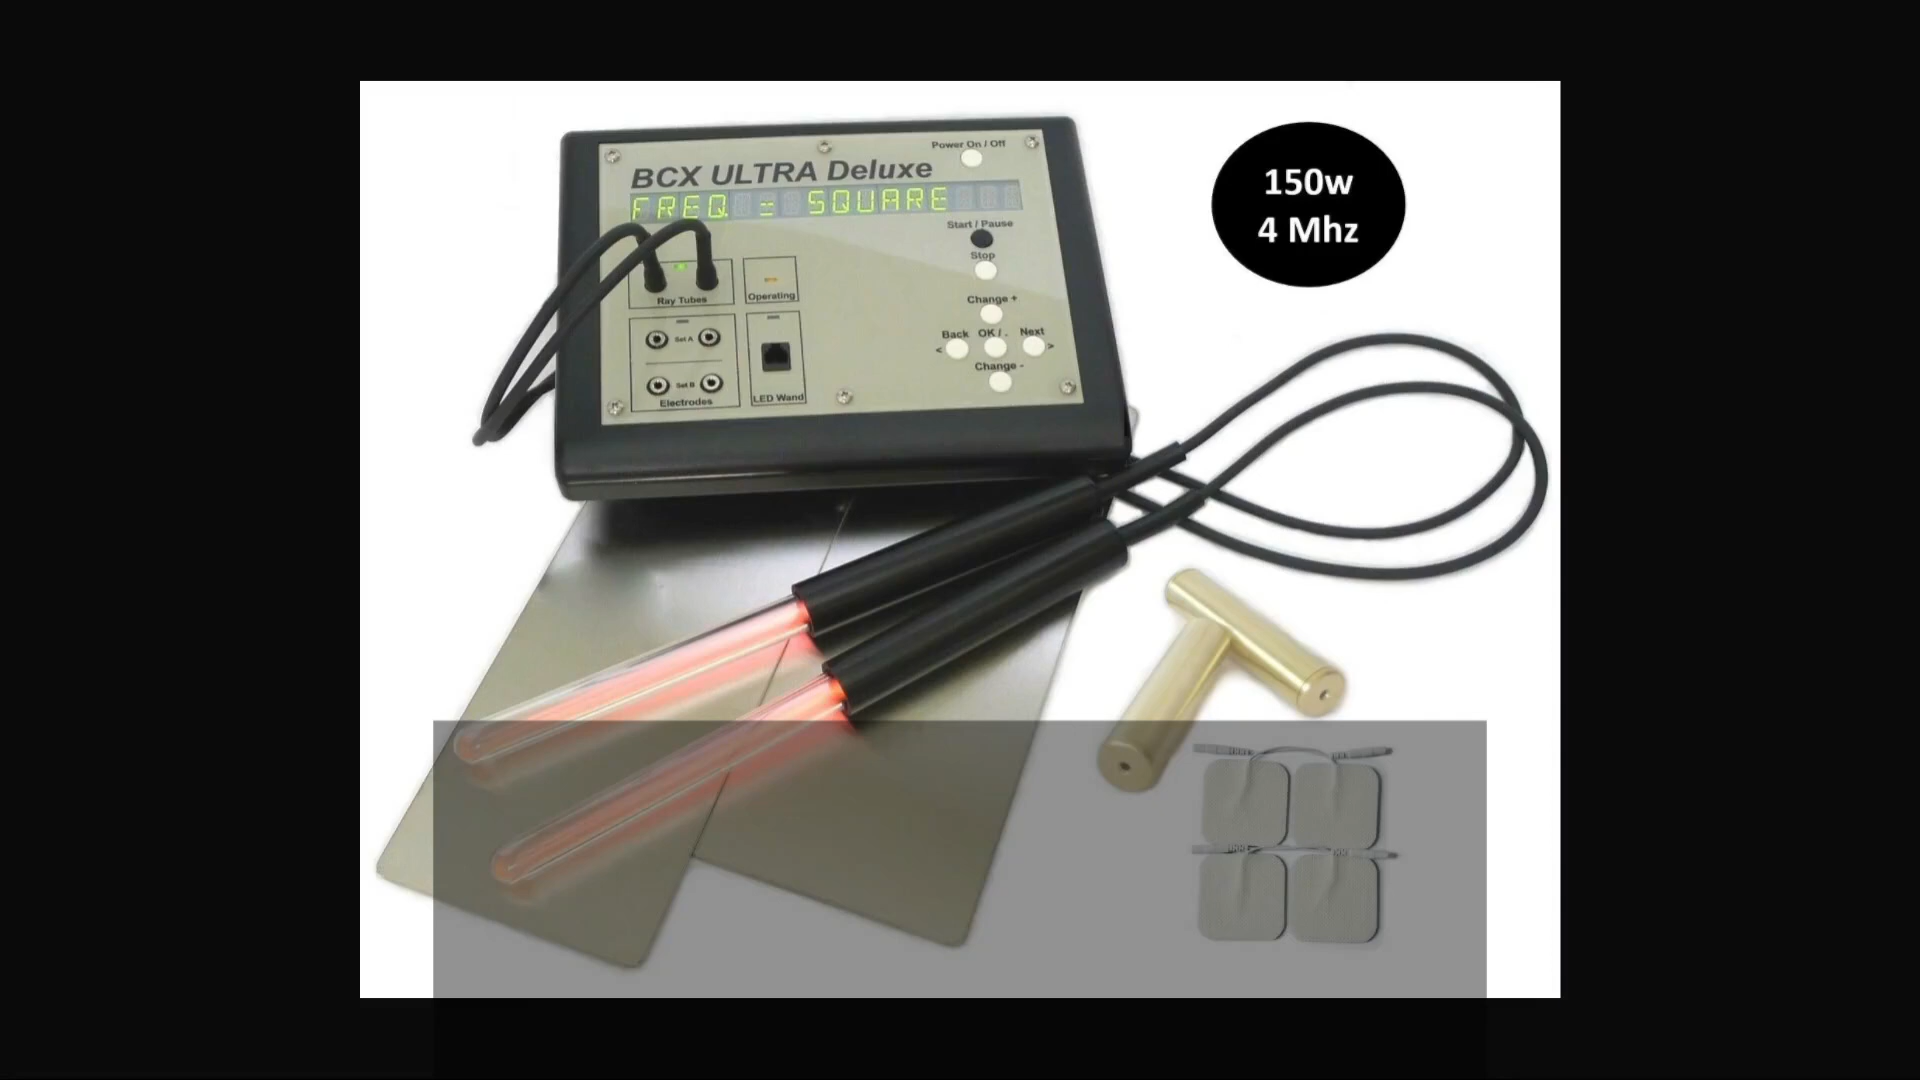 BCX ULTRA Deluxe
FREQ. = SQUARE
Power On / Off
150w
4 Mhz
Start / Pause
Stop
Ray Tubes
Operating
Change +
Back OK / . Next
< >
Change -
Set A
Set B
Electrodes
LED Wand